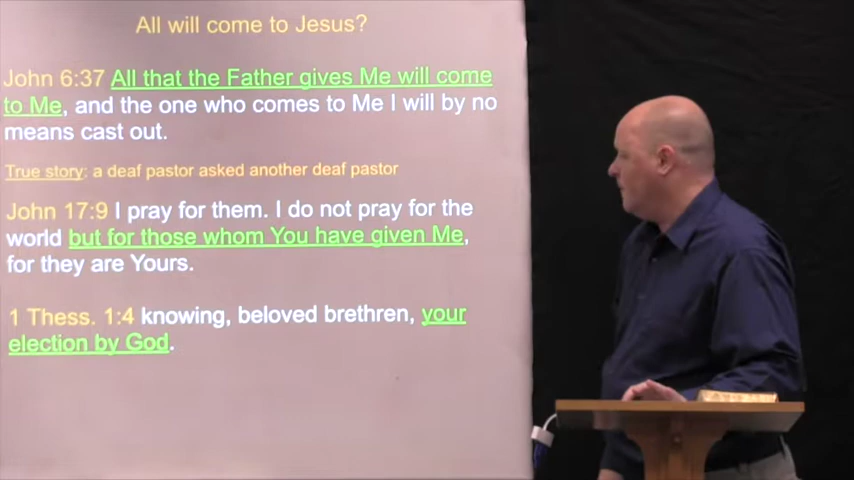 All will come to Jesus?
John 6:37 All that the Father gives Me will come
to Me, and the one who comes to Me I will by no
means cast out.
True story: a deaf pastor asked another deaf pastor
John 17:9 I pray for them. I do not pray for the
world but for those whom You have given Me,
for they are Yours.
1 Thess. 1:4 knowing, beloved brethren, your
election by God.